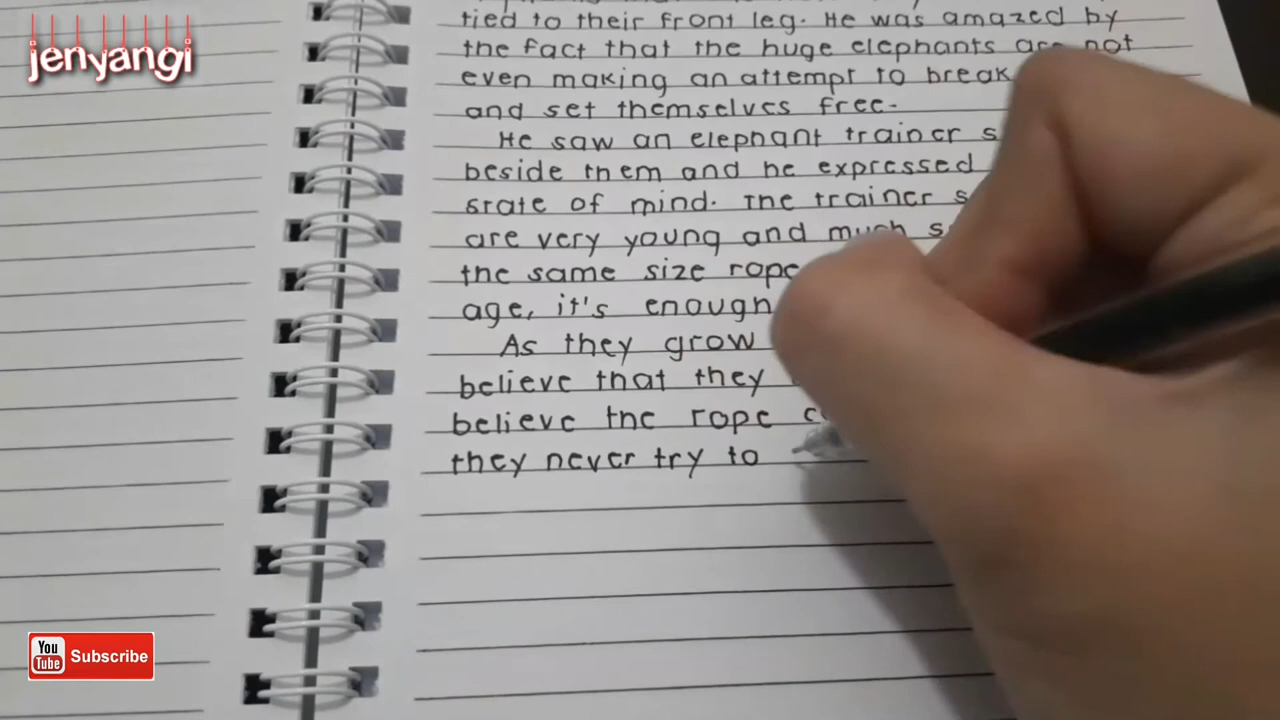 jenyangi
tied to their front leg. He was amazed by
the fact that the huge elephants are not
even making an attempt to break
and set themselves free.
He saw an elephant trainer
beside them and he expressed
state of mind. The trainer
are very young and much
the same size rope
age, it's enough
As they grow
believe that they
believe the rope
they never try to
You
Tube Subscribe